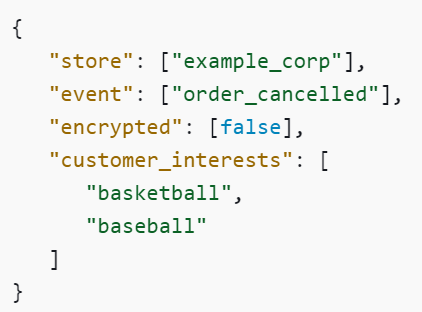 {
   "store": ["example_corp"],
   "event": ["order_cancelled"],
   "encrypted": [false],
   "customer_interests": [
      "basketball",
      "baseball"
   ]
}